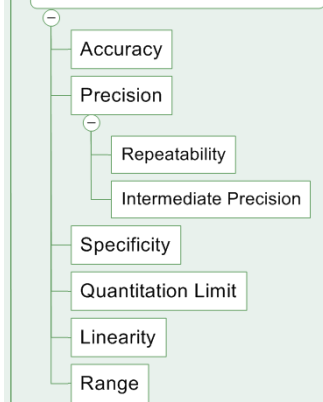 Accuracy
Precision
Repeatability
Intermediate Precision
Specificity
Quantitation Limit
Linearity
Range